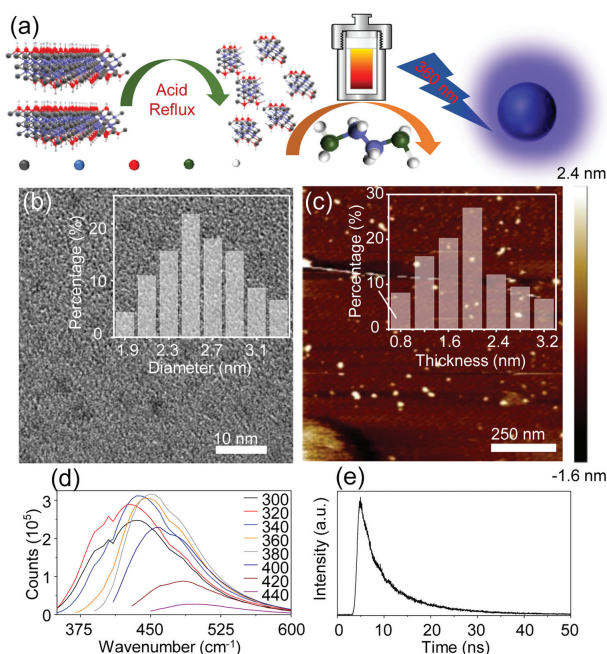 (a)
Acid
Reflux
360 nm
2.4 nm
(b)
Percentage (%)
20
10
0
1.9 2.3 2.7 3.1
Diameter (nm)
10 nm
(c)
Percentage (%)
30
20
10
0
0.8 1.6 2.4 3.2
Thickness (nm)
250 nm
-1.6 nm
(d)
Counts (10⁵)
3
2
1
0
375 450 525 600
Wavenumber (cm⁻¹)
300
320
340
360
380
400
420
440
(e)
Intensity (a.u.)
0 10 20 30 40 50
Time (ns)